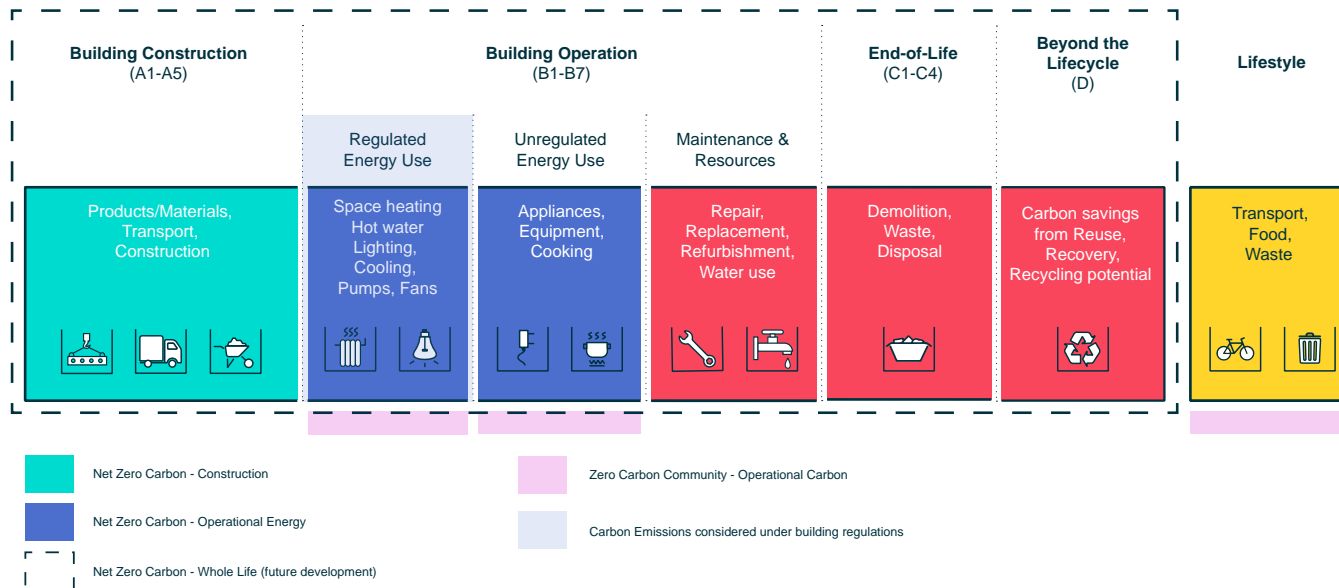 Building Construction
(A1-A5)
Building Operation
(B1-B7)
End-of-Life
(C1-C4)
Beyond the
Lifecycle
(D)
Lifestyle
Regulated
Energy Use
Unregulated
Energy Use
Maintenance &
Resources
Products/Materials,
Transport,
Construction
Space heating
Hot water
Lighting,
Cooling,
Pumps, Fans
Appliances,
Equipment,
Cooking
Repair,
Replacement,
Refurbishment,
Water use
Demolition,
Waste,
Disposal
Carbon savings
from Reuse,
Recovery,
Recycling potential
Transport,
Food,
Waste
Net Zero Carbon - Construction
Net Zero Carbon - Operational Energy
Net Zero Carbon - Whole Life (future development)
Zero Carbon Community - Operational Carbon
Carbon Emissions considered under building regulations